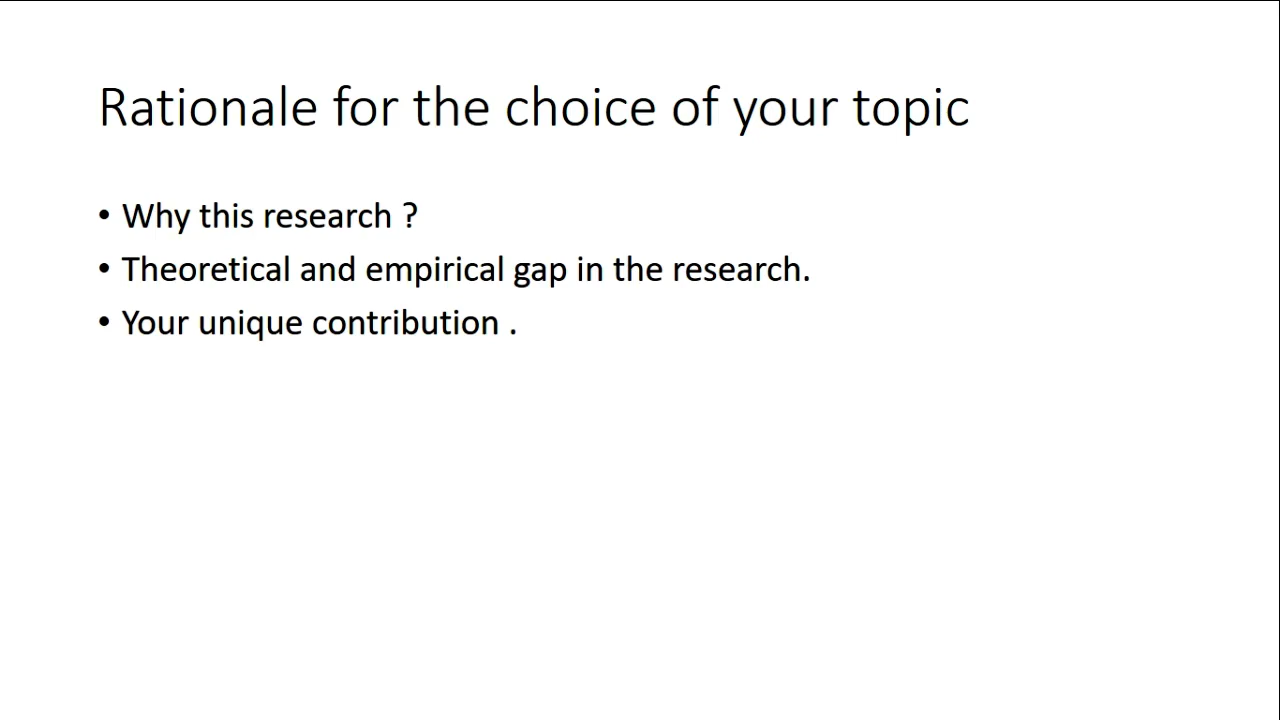 Rationale for the choice of your topic
• Why this research ?
• Theoretical and empirical gap in the research.
• Your unique contribution .